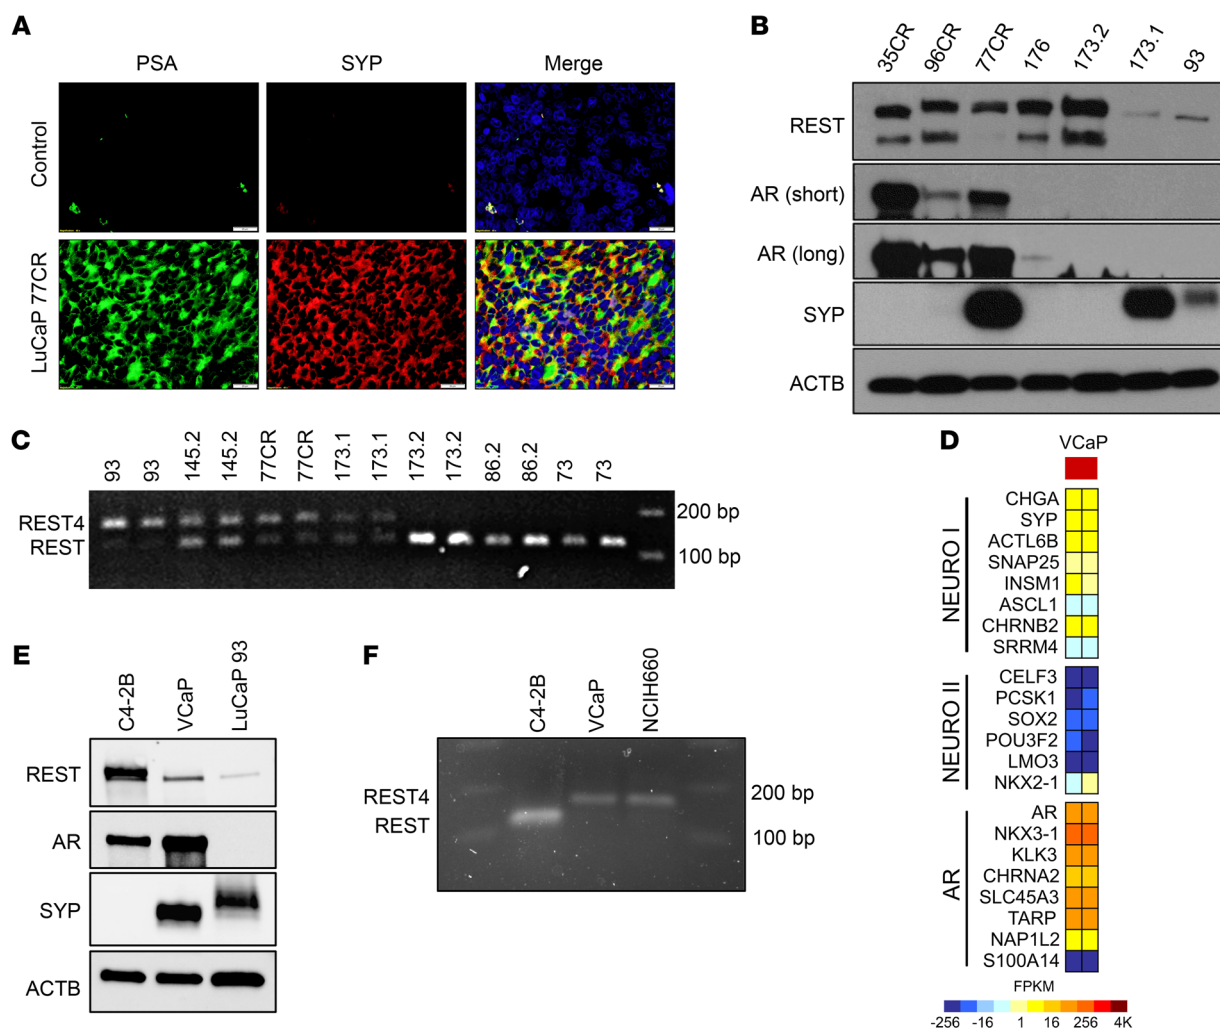 A
PSA
SYP
Merge
Control
LuCaP 77CR
B
35CR
96CR
77CR
176
173.2
173.1
93
REST
AR (short)
AR (long)
SYP
ACTB
C
93
93
145.2
145.2
77CR
77CR
173.1
173.1
173.2
173.2
86.2
86.2
73
73
REST4
REST
200 bp
100 bp
D
VCaP
NEURO I
CHGA
SYP
ACTL6B
SNAP25
INSM1
ASCL1
CHRNB2
SRRM4
NEURO II
CELF3
PCSK1
SOX2
POU3F2
LMO3
NKX2-1
AR
AR
NKX3-1
KLK3
CHRNA2
SLC45A3
TARP
NAP1L2
S100A14
FPKM
-256 -16 1 16 256 4K
E
C4-2B
VCaP
LuCaP 93
REST
AR
SYP
ACTB
F
C4-2B
VCaP
NCIH660
REST4
REST
200 bp
100 bp